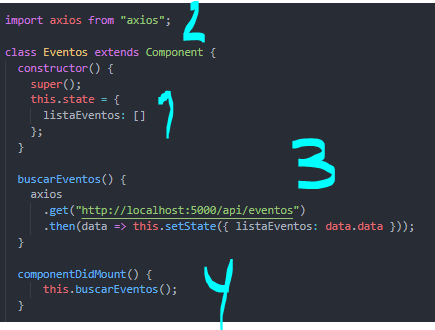 import axios from "axios";
2
class Eventos extends Component {
constructor() {
super();
this.state = {
listaEventos: []
};
1
}
buscarEventos() {
3
axios
.get("http://localhost:5000/api/eventos")
.then(data => this.setState({ listaEventos: data.data }));
}
componentDidMount() {
4
this.buscarEventos();
}